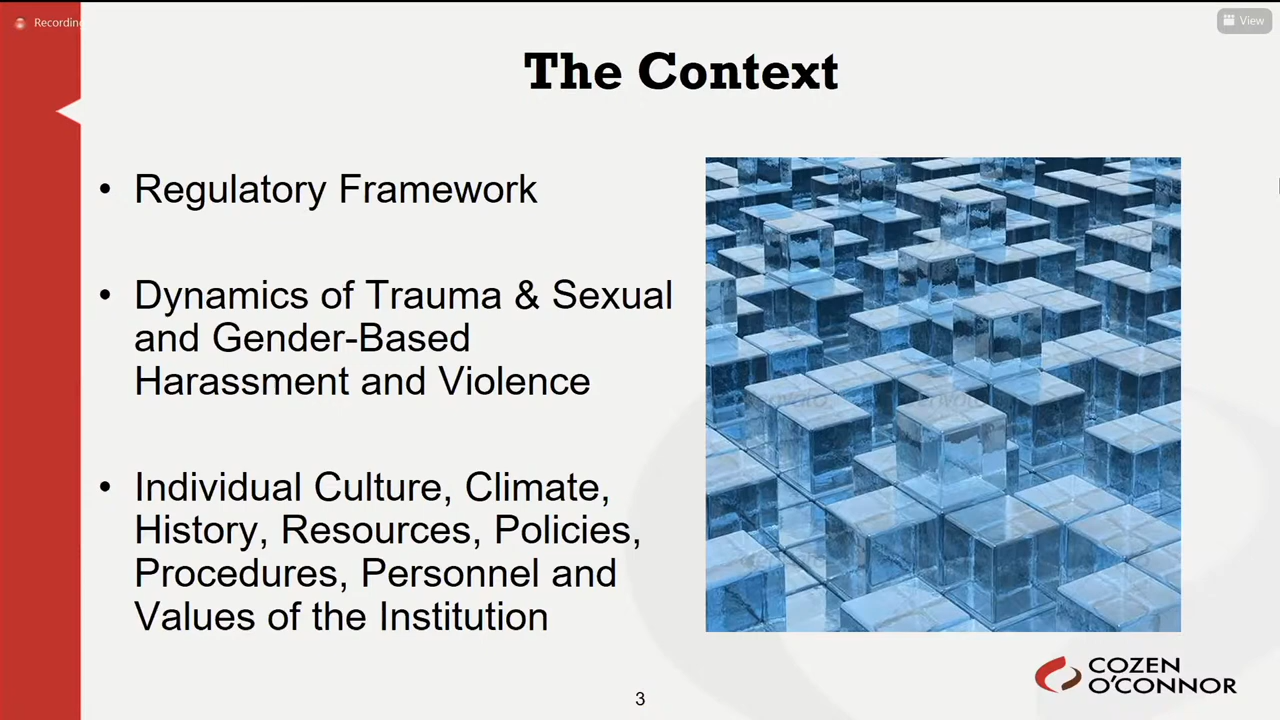 Recording
View
The Context
• Regulatory Framework
• Dynamics of Trauma & Sexual
and Gender-Based
Harassment and Violence
• Individual Culture, Climate,
History, Resources, Policies,
Procedures, Personnel and
Values of the Institution
COZEN
O'CONNOR
3